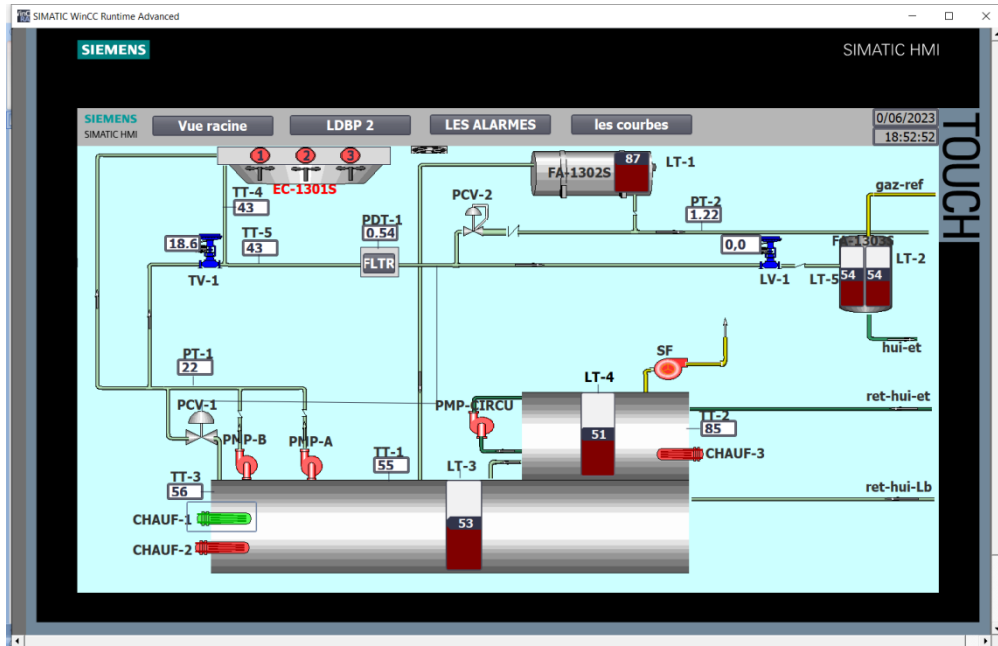 SIMATIC WinCC Runtime Advanced
SIEMENS
SIMATIC HMI
TOUCH
SIEMENS
SIMATIC HMI
Vue racine
LDBP 2
LES ALARMES
les courbes
0/06/2023
18:52:52
1
2
3
EC-1301S
TT-4
43
TT-5
43
18.6
TV-1
PDT-1
0.54
FLTR
PCV-2
FA-1302S
87
LT-1
PT-2
1.22
gaz-ref
0,0
LV-1
FA-1303S
LT-2
LT-5
54
54
hui-et
PT-1
22
PCV-1
PMP-B
PMP-A
TT-1
55
TT-3
56
CHAUF-1
CHAUF-2
LT-3
53
PMP-CIRCU
SF
LT-4
51
ret-hui-et
TT-2
85
CHAUF-3
ret-hui-Lb